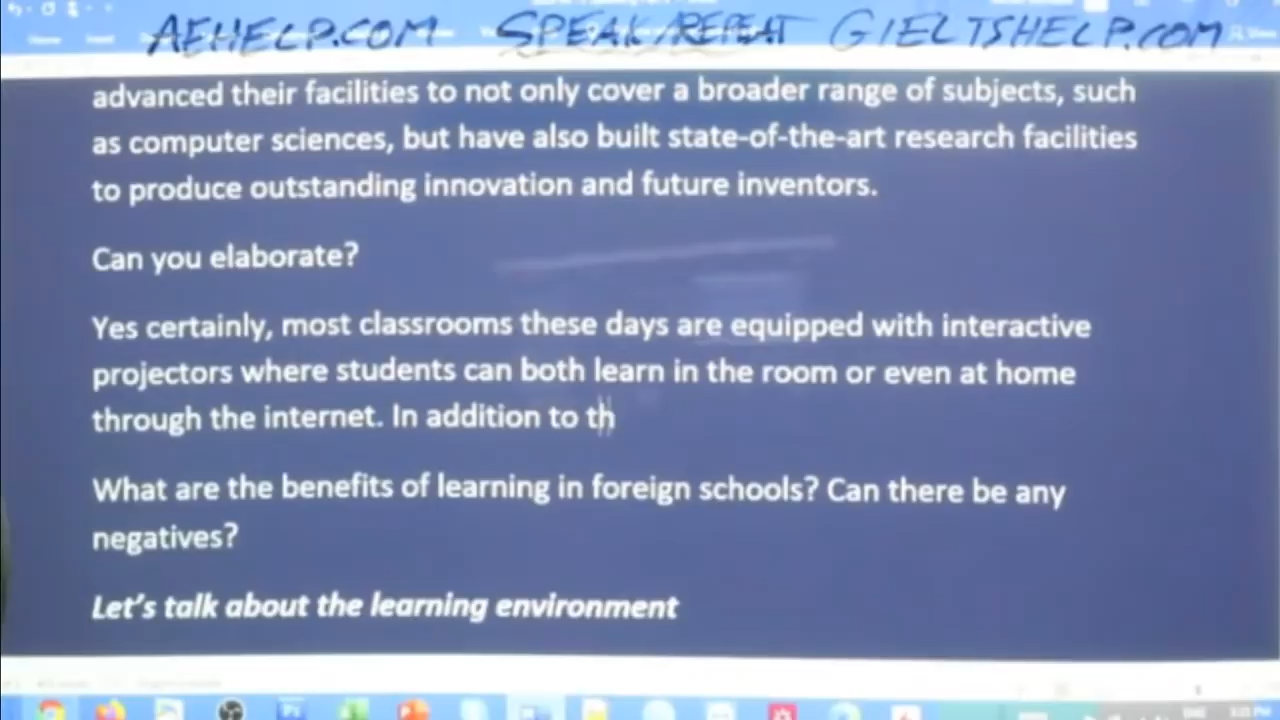 AEHELP.COM SPEAK/REPEAT GIELTSHELP.COM
advanced their facilities to not only cover a broader range of subjects, such
as computer sciences, but have also built state-of-the-art research facilities
to produce outstanding innovation and future inventors.
Can you elaborate?
Yes certainly, most classrooms these days are equipped with interactive
projectors where students can both learn in the room or even at home
through the internet. In addition to th
What are the benefits of learning in foreign schools? Can there be any
negatives?
Let's talk about the learning environment